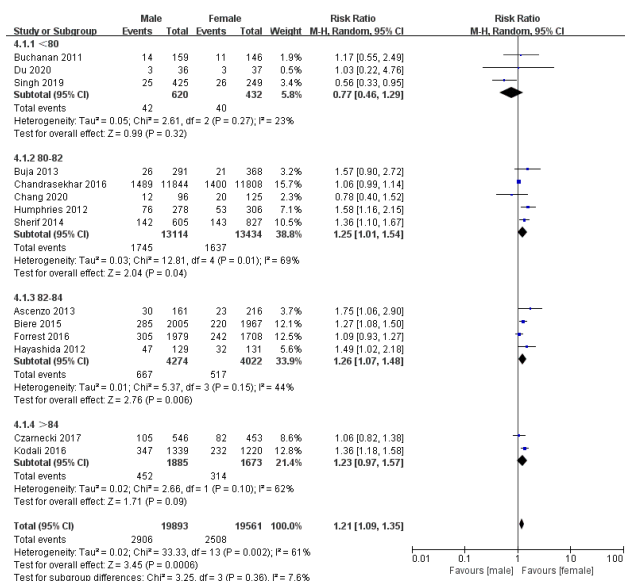 Male Female Risk Ratio Risk Ratio
Study or Subgroup Events Total Events Total Weight M-H, Random, 95% CI M-H, Random, 95% CI
4.1.1 <80
Buchanan 2011 14 159 11 146 1.9% 1.17 [0.55, 2.49]
Du 2020 3 36 3 37 0.5% 1.03 [0.22, 4.76]
Singh 2019 25 425 26 249 3.4% 0.56 [0.33, 0.95]
Subtotal (95% CI) 620 432 5.8% 0.77 [0.46, 1.29]
Total events 42 40
Heterogeneity: Tau² = 0.05; Chi² = 2.61, df = 2 (P = 0.27); I² = 23%
Test for overall effect: Z = 0.99 (P = 0.32)
4.1.2 80-82
Buja 2013 26 291 21 368 3.2% 1.57 [0.90, 2.72]
Chandrasekhar 2016 1489 11844 1400 11808 15.7% 1.06 [0.99, 1.14]
Chang 2020 12 96 20 125 2.4% 0.78 [0.40, 1.52]
Humphries 2012 76 278 53 306 7.1% 1.58 [1.16, 2.15]
Sherif 2014 142 605 143 827 10.5% 1.36 [1.10, 1.67]
Subtotal (95% CI) 13114 13434 38.8% 1.25 [1.01, 1.54]
Total events 1745 1637
Heterogeneity: Tau² = 0.03; Chi² = 12.81, df = 4 (P = 0.01); I² = 69%
Test for overall effect: Z = 2.04 (P = 0.04)
4.1.3 82-84
Ascenzo 2013 30 161 23 216 3.7% 1.75 [1.06, 2.90]
Biere 2015 285 2005 220 1967 12.1% 1.27 [1.08, 1.50]
Forrest 2016 305 1979 242 1708 12.4% 1.09 [0.93, 1.27]
Hayashida 2012 47 129 32 131 5.6% 1.49 [1.02, 2.18]
Subtotal (95% CI) 4274 4022 33.9% 1.26 [1.07, 1.48]
Total events 667 517
Heterogeneity: Tau² = 0.01; Chi² = 5.37, df = 3 (P = 0.15); I² = 44%
Test for overall effect: Z = 2.76 (P = 0.006)
4.1.4 >84
Czarnecki 2017 105 546 82 453 8.6% 1.06 [0.82, 1.38]
Kodali 2016 347 1339 232 1220 12.8% 1.36 [1.18, 1.58]
Subtotal (95% CI) 1885 1673 21.4% 1.23 [0.97, 1.57]
Total events 452 314
Heterogeneity: Tau² = 0.02; Chi² = 2.66, df = 1 (P = 0.10); I² = 62%
Test for overall effect: Z = 1.71 (P = 0.09)
Total (95% CI) 19893 19561 100.0% 1.21 [1.09, 1.35]
Total events 2906 2508
Heterogeneity: Tau² = 0.02; Chi² = 33.33, df = 13 (P = 0.002); I² = 61%
Test for overall effect: Z = 3.45 (P = 0.0006)
Test for subgroup differences: Chi² = 3.25, df = 3 (P = 0.36), I² = 7.6%
0.01 0.1 1 10 100
Favours [male] Favours [female]